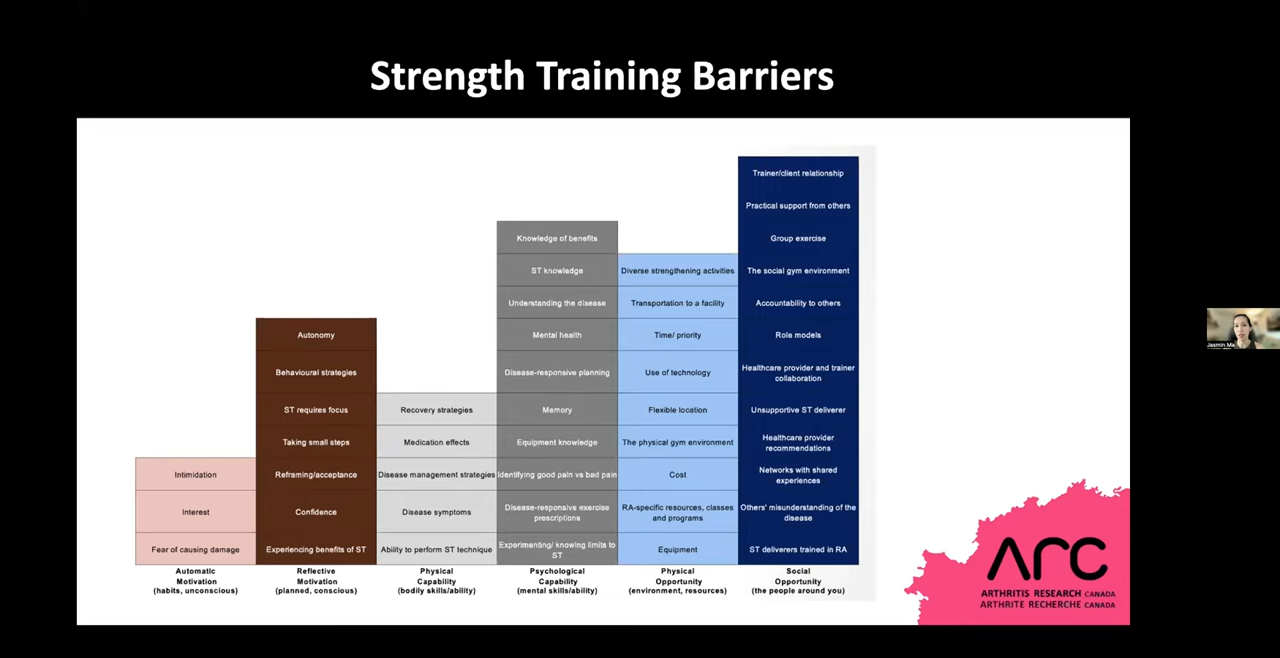 Strength Training Barriers
Intimidation
Interest
Fear of causing damage
Automatic
Motivation
(habits, unconscious)
Autonomy
Behavioural strategies
ST requires focus
Taking small steps
Reframing/acceptance
Confidence
Experiencing benefits of ST
Reflective
Motivation
(planned, conscious)
Recovery strategies
Medication effects
Disease management strategies
Disease symptoms
Ability to perform ST technique
Physical
Capability
(bodily skills/ability)
Knowledge of benefits
ST knowledge
Understanding the disease
Mental health
Disease-responsive planning
Memory
Equipment knowledge
Identifying good pain vs bad pain
Disease-responsive exercise
prescriptions
Experimenting/ knowing limits to
ST
Psychological
Capability
(mental skills/ability)
Diverse strengthening activities
Transportation to a facility
Time/ priority
Use of technology
Flexible location
The physical gym environment
Cost
RA-specific resources, classes
and programs
Equipment
Physical
Opportunity
(environment, resources)
Trainer/client relationship
Practical support from others
Group exercise
The social gym environment
Accountability to others
Role models
Healthcare provider and trainer
collaboration
Unsupportive ST deliverer
Healthcare provider
recommendations
Networks with shared
experiences
Others' misunderstanding of the
disease
ST deliverers trained in RA
Social
Opportunity
(the people around you)
arc
ARTHRITIS RESEARCH CANADA
ARTHRITE RECHERCHE CANADA
Jasmin Ma